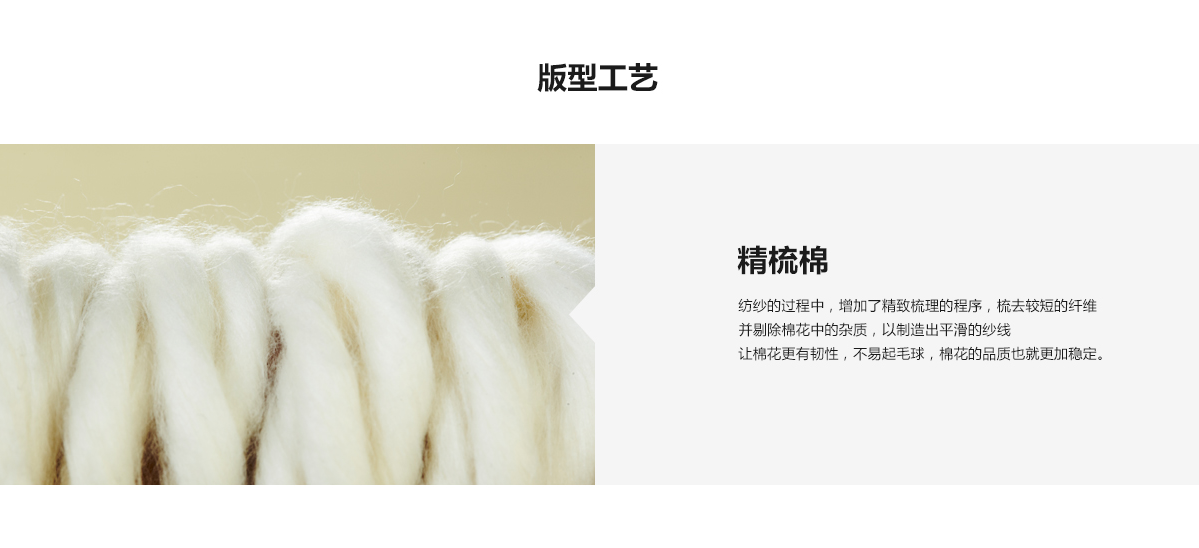 版型工艺
精梳棉
纺纱的过程中，增加了精致梳理的程序，梳去较短的纤维
并剔除棉花中的杂质，以制造出平滑的纱线
让棉花更有韧性，不易起毛球，棉花的品质也就更加稳定。